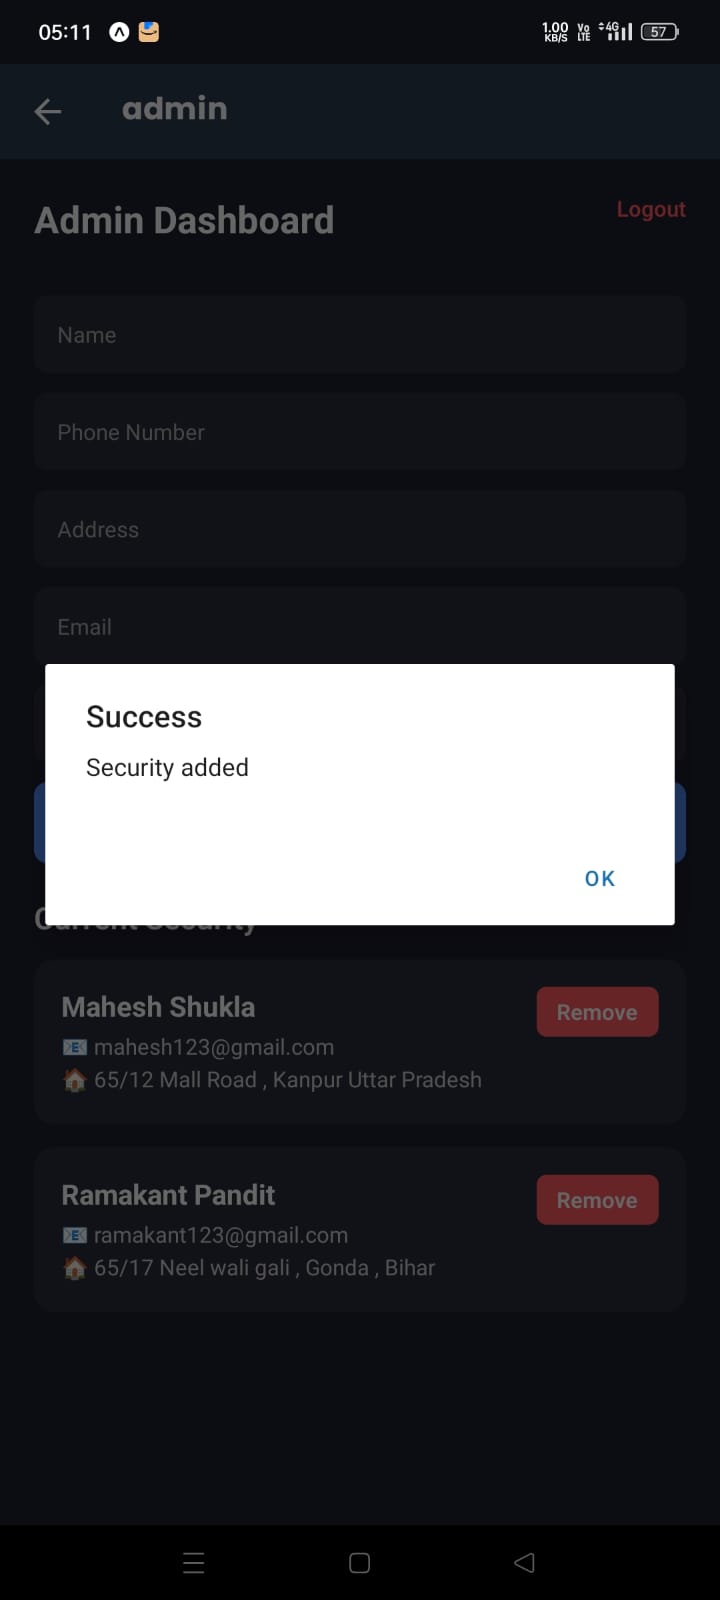 05:11 1.00 KB/S Vo LTE 4G 57
admin
Admin Dashboard
Logout
Name
Phone Number
Address
Email
Success
Security added
OK
Current Security
Mahesh Shukla
Remove
📧 mahesh123@gmail.com
🏠 65/12 Mall Road , Kanpur Uttar Pradesh
Ramakant Pandit
Remove
📧 ramakant123@gmail.com
🏠 65/17 Neel wali gali , Gonda , Bihar